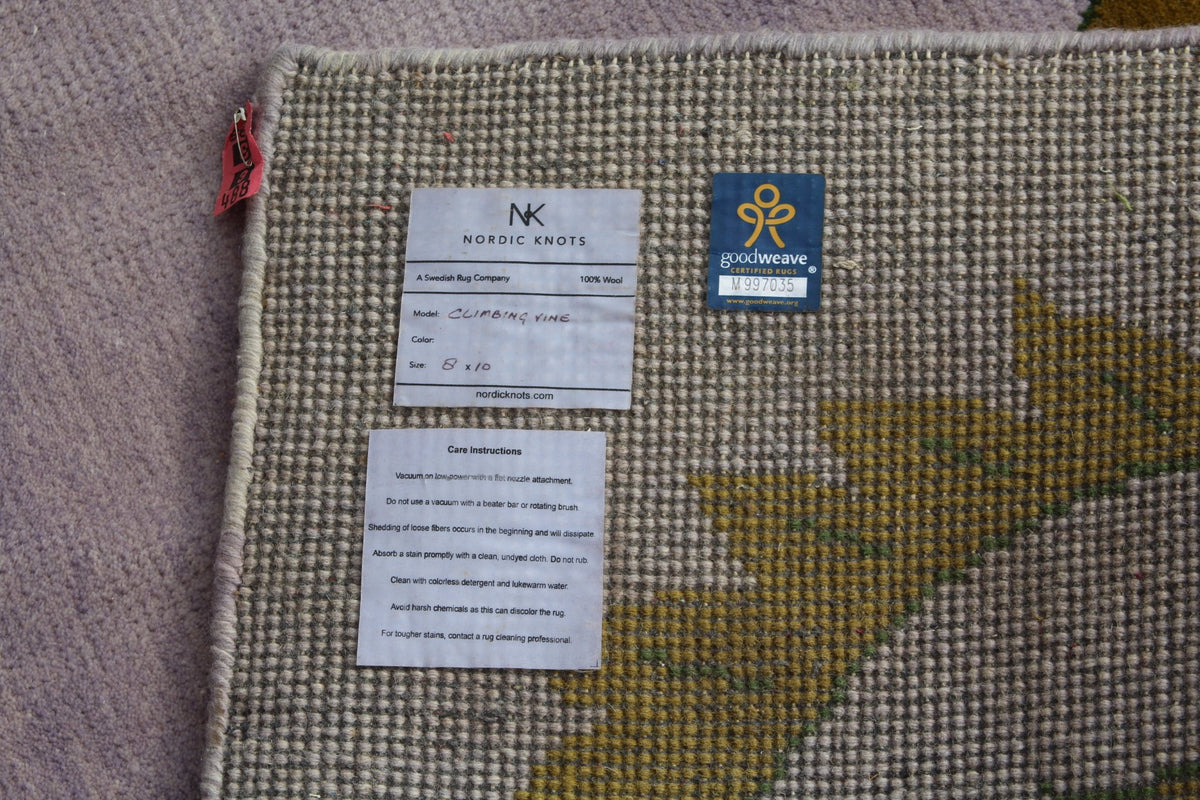 488
NK
NORDIC KNOTS
A Swedish Rug Company 100% Wool
Model: CLIMBING VINE
Color:
Size: 8 x 10
nordicknots.com
goodweave®
CERTIFIED RUGS
M 997035
www.goodweave.org
Care Instructions
Vacuum on low-power with a flat nozzle attachment.
Do not use a vacuum with a beater bar or rotating brush.
Shedding of loose fibers occurs in the beginning and will dissipate.
Absorb a stain promptly with a clean, undyed cloth. Do not rub.
Clean with colorless detergent and lukewarm water.
Avoid harsh chemicals as this can discolor the rug.
For tougher stains, contact a rug cleaning professional.